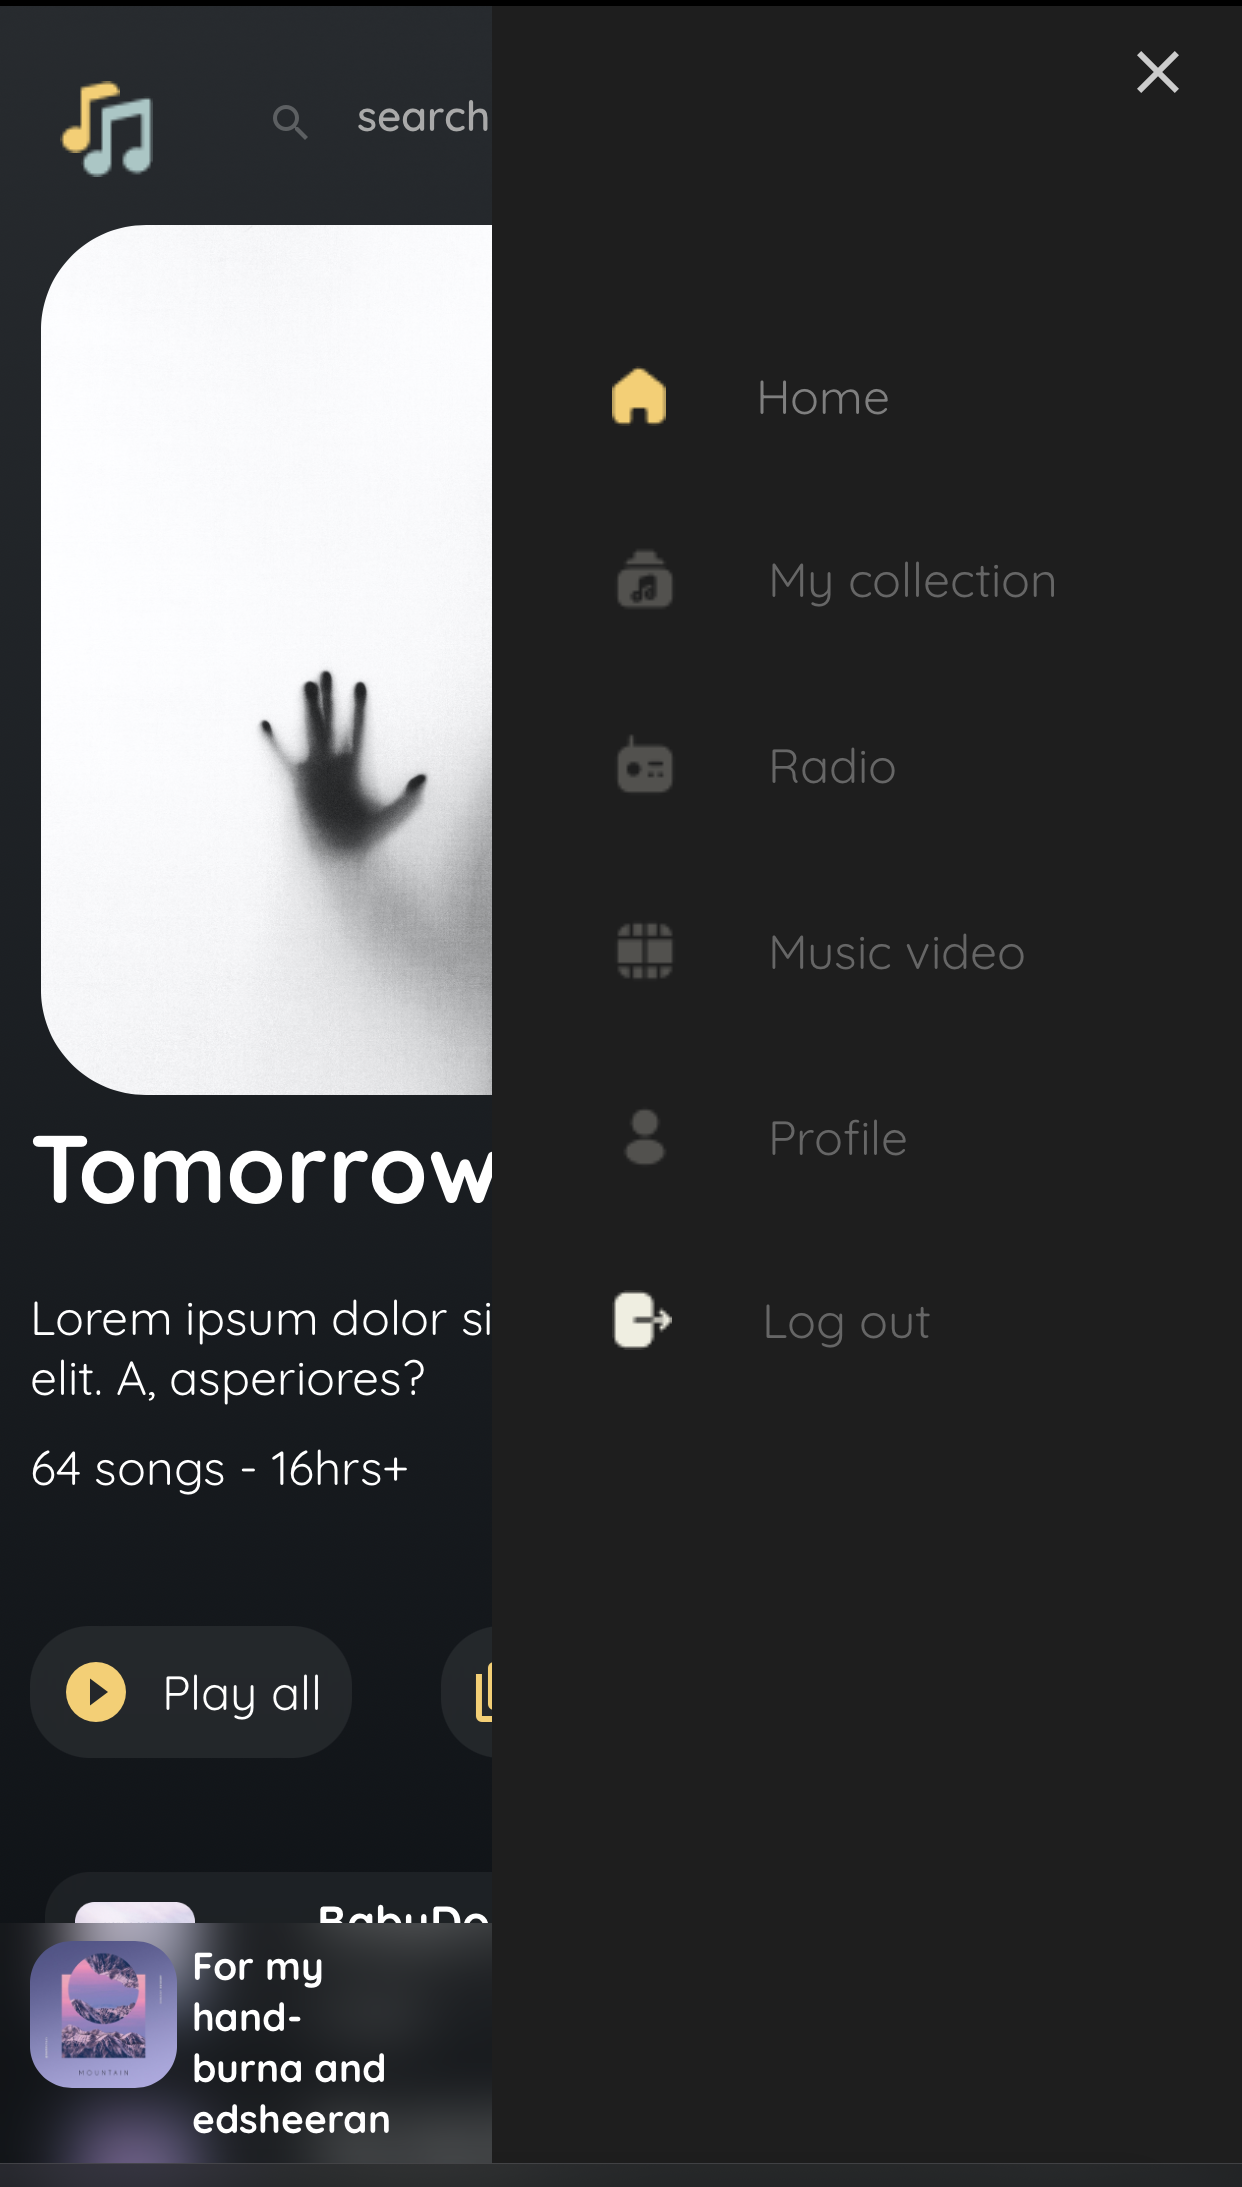 search
Home
My collection
Radio
Music video
Profile
Log out
Tomorrow
Lorem ipsum dolor si
elit. A, asperiores?
64 songs - 16hrs+
Play all
BabyDo
MOUNTAIN
For my
hand-
burna and
edsheeran